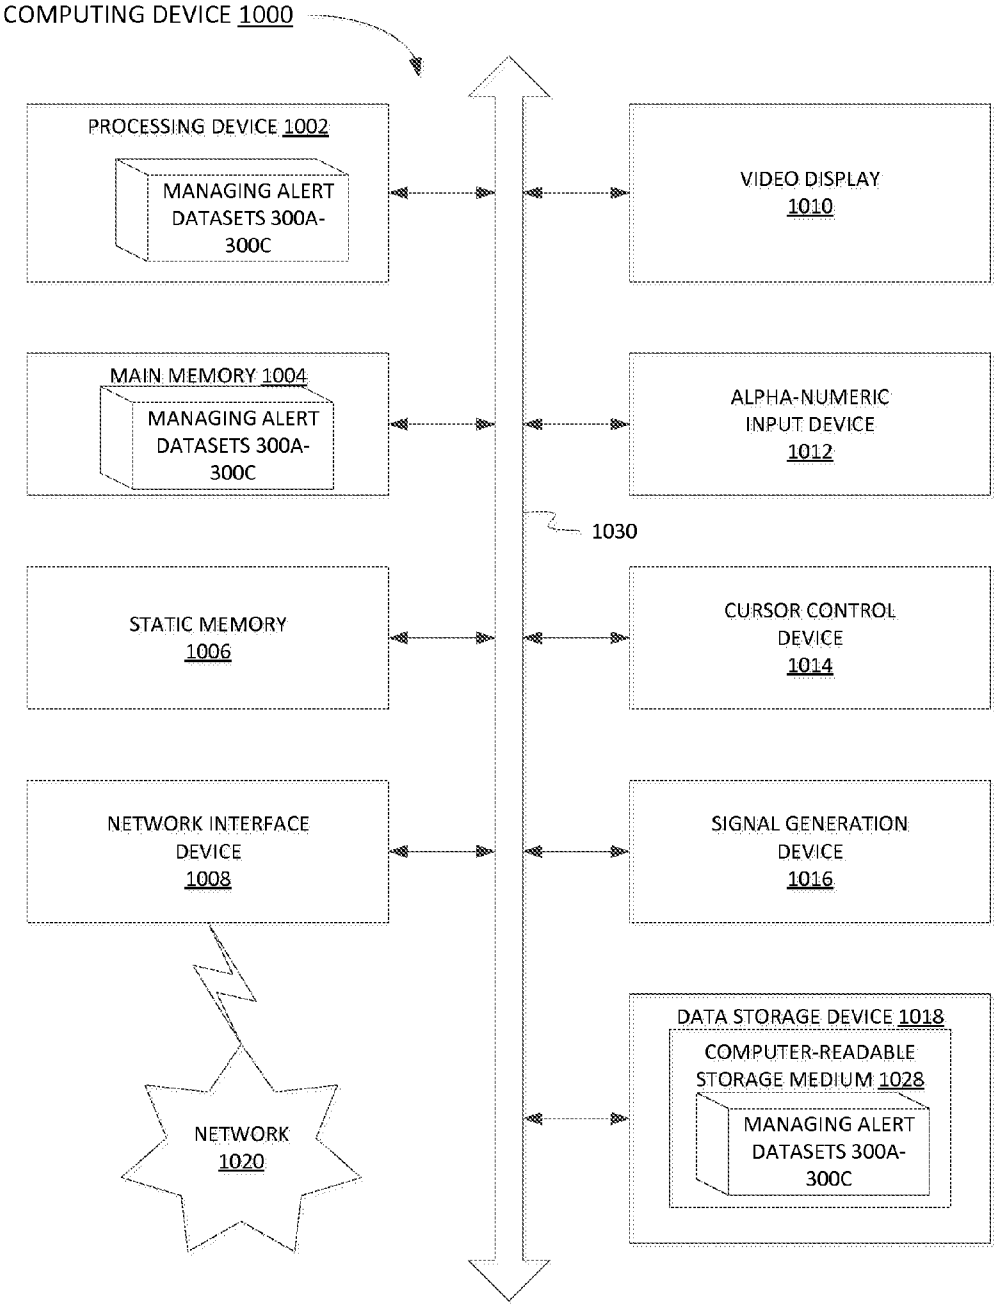 COMPUTING DEVICE 1000
PROCESSING DEVICE 1002
MANAGING ALERT
DATASETS 300A-
300C
VIDEO DISPLAY
1010
MAIN MEMORY 1004
MANAGING ALERT
DATASETS 300A-
300C
ALPHA-NUMERIC
INPUT DEVICE
1012
1030
STATIC MEMORY
1006
CURSOR CONTROL
DEVICE
1014
NETWORK INTERFACE
DEVICE
1008
SIGNAL GENERATION
DEVICE
1016
NETWORK
1020
DATA STORAGE DEVICE 1018
COMPUTER-READABLE
STORAGE MEDIUM 1028
MANAGING ALERT
DATASETS 300A-
300C